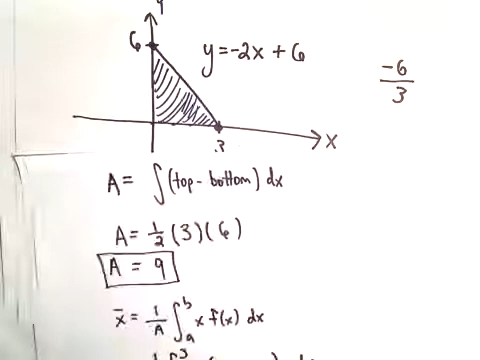 y
6
y = -2x + 6
-6
3
3
x
A = ∫(top - bottom) dx
A = 1/2 (3)(6)
A = 9
x̄ = 1/A ∫_a^b x f(x) dx